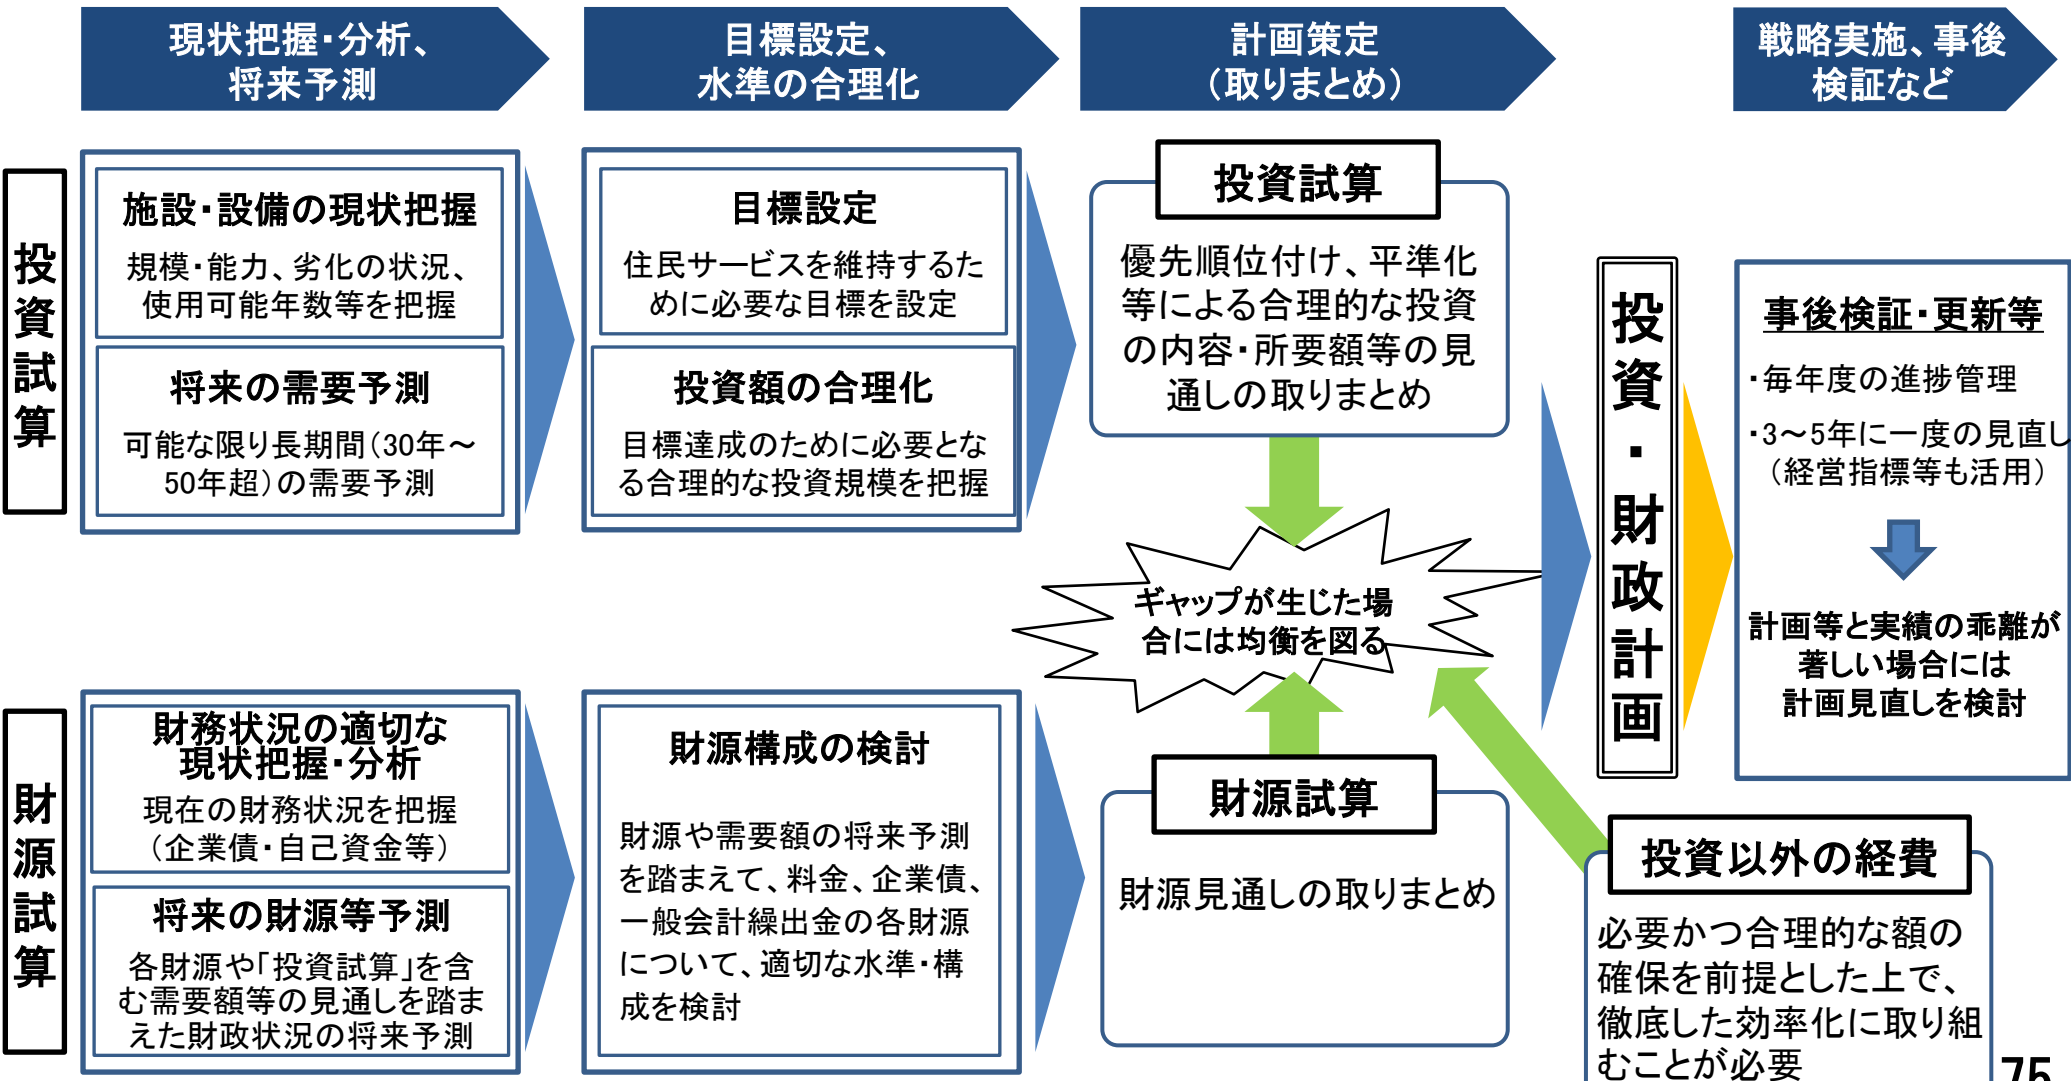 現状把握・分析、
将来予測
目標設定、
水準の合理化
計画策定
（取りまとめ）
戦略実施、事後
検証など
投資試算
施設・設備の現状把握
規模・能力、劣化の状況、
使用可能年数等を把握
将来の需要予測
可能な限り長期間（30年～
50年超）の需要予測
目標設定
住民サービスを維持するた
めに必要な目標を設定
投資額の合理化
目標達成のために必要とな
る合理的な投資規模を把握
投資試算
優先順位付け、平準化
等による合理的な投資
の内容・所要額等の見
通しの取りまとめ
ギャップが生じた場
合には均衡を図る
投資・財政計画
事後検証・更新等
・毎年度の進捗管理
・3～5年に一度の見直し
（経営指標等も活用）
計画等と実績の乖離が
著しい場合には
計画見直しを検討
財源試算
財務状況の適切な
現状把握・分析
現在の財務状況を把握
（企業債・自己資金等）
将来の財源等予測
各財源や「投資試算」を含
む需要額等の見通しを踏ま
えた財政状況の将来予測
財源構成の検討
財源や需要額の将来予測
を踏まえて、料金、企業債、
一般会計繰出金の各財源
について、適切な水準・構
成を検討
財源試算
財源見通しの取りまとめ
投資以外の経費
必要かつ合理的な額の
確保を前提とした上で、
徹底した効率化に取り組
むことが必要
75